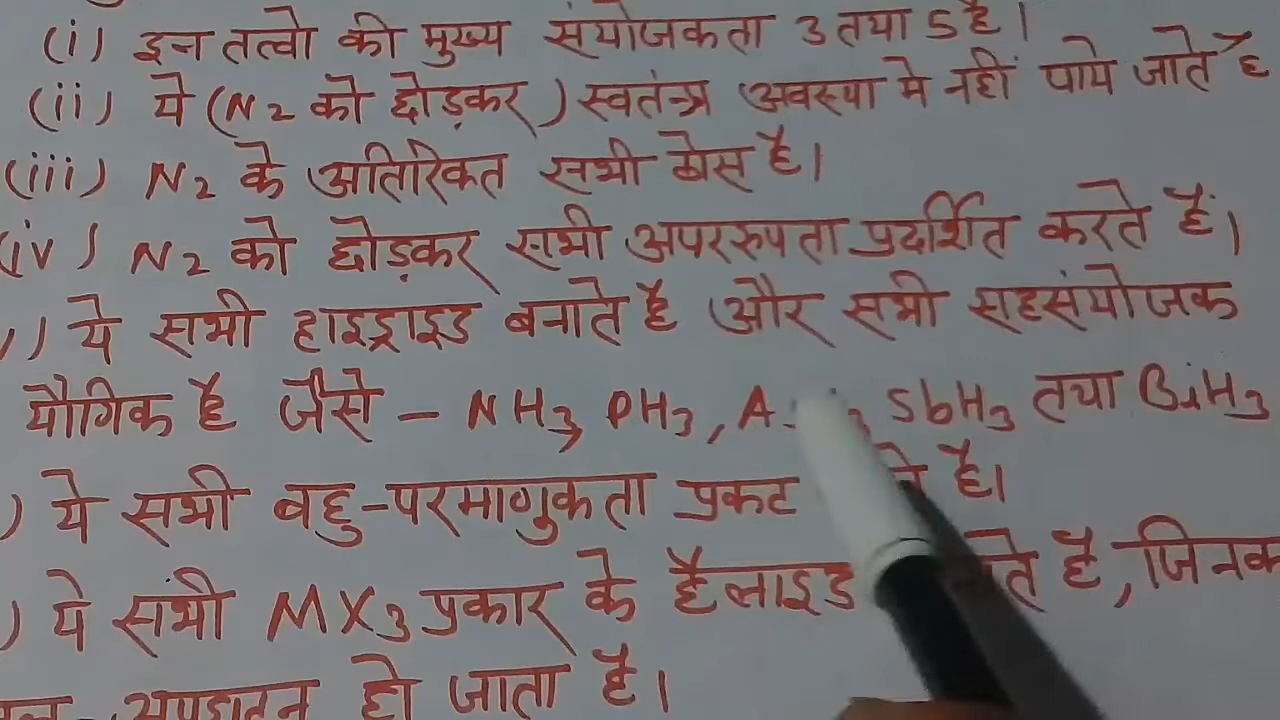 (i) इन तत्वो की मुख्य संयोजकता 3 तथा 5 है।
(ii) ये (N2 को छोड़कर) स्वतंत्र अवस्था मे नहीं पाये जाते है
(iii) N2 के अतिरिक्त सभी ठोस है।
(iv) N2 को छोड़कर सभी अपररुपता प्रदर्शित करते हैं।
) ये सभी हाइड्राइड बनाते है और सभी सहसंयोजक
यौगिक है जैसे - NH3, PH3, SbH3 तथा BiH3
) ये सभी बहु-परमाणुकता प्रकट है।
) ये सभी MX3 प्रकार के हैलाइड है, जिनक
हो जाता है।